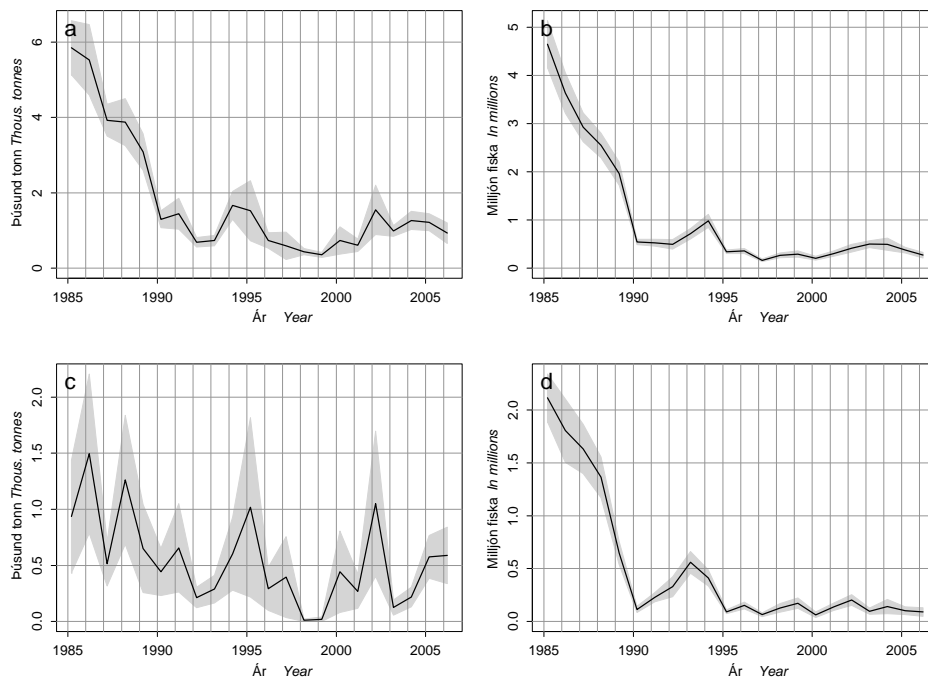 a
Þúsund tonn Thous. tonnes
6
4
2
0
1985 1990 1995 2000 2005
Ár Year
b
Milljón fiska In millions
5
4
3
2
1
0
1985 1990 1995 2000 2005
Ár Year
c
Þúsund tonn Thous. tonnes
2.0
1.5
1.0
0.5
0.0
1985 1990 1995 2000 2005
Ár Year
d
Milljón fiska In millions
2.0
1.5
1.0
0.5
0.0
1985 1990 1995 2000 2005
Ár Year